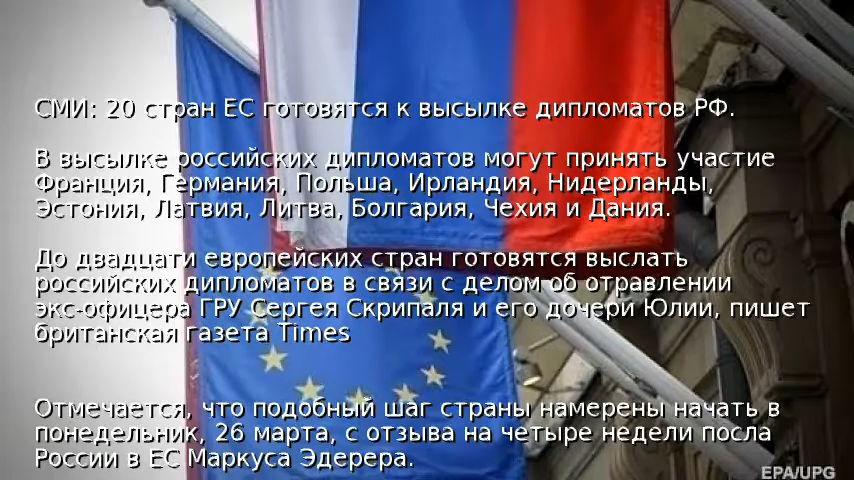 СМИ: 20 стран ЕС готовятся к высылке дипломатов РФ.
В высылке российских дипломатов могут принять участие
Франция, Германия, Польша, Ирландия, Нидерланды,
Эстония, Латвия, Литва, Болгария, Чехия и Дания.
До двадцати европейских стран готовятся выслать
российских дипломатов в связи с делом об отравлении
экс-офицера ГРУ Сергея Скрипаля и его дочери Юлии, пишет
британская газета Times
Отмечается, что подобный шаг страны намерены начать в
понедельник, 26 марта, с отзыва на четыре недели посла
России в ЕС Маркуса Эдерера.
EPA/UPG